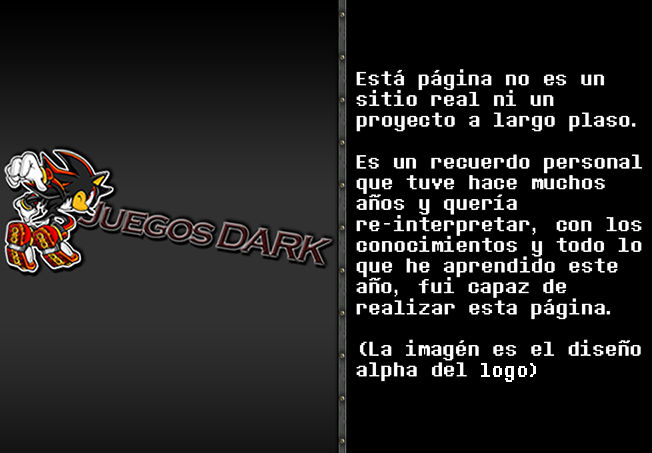 JUEGOS DARK
Está página no es un
sitio real ni un
proyecto a largo plaso.
Es un recuerdo personal
que tuve hace muchos
años y quería
re-interpretar, con los
conocimientos y todo lo
que he aprendido este
año, fui capaz de
realizar esta página.
(La imagén es el diseño
alpha del logo)